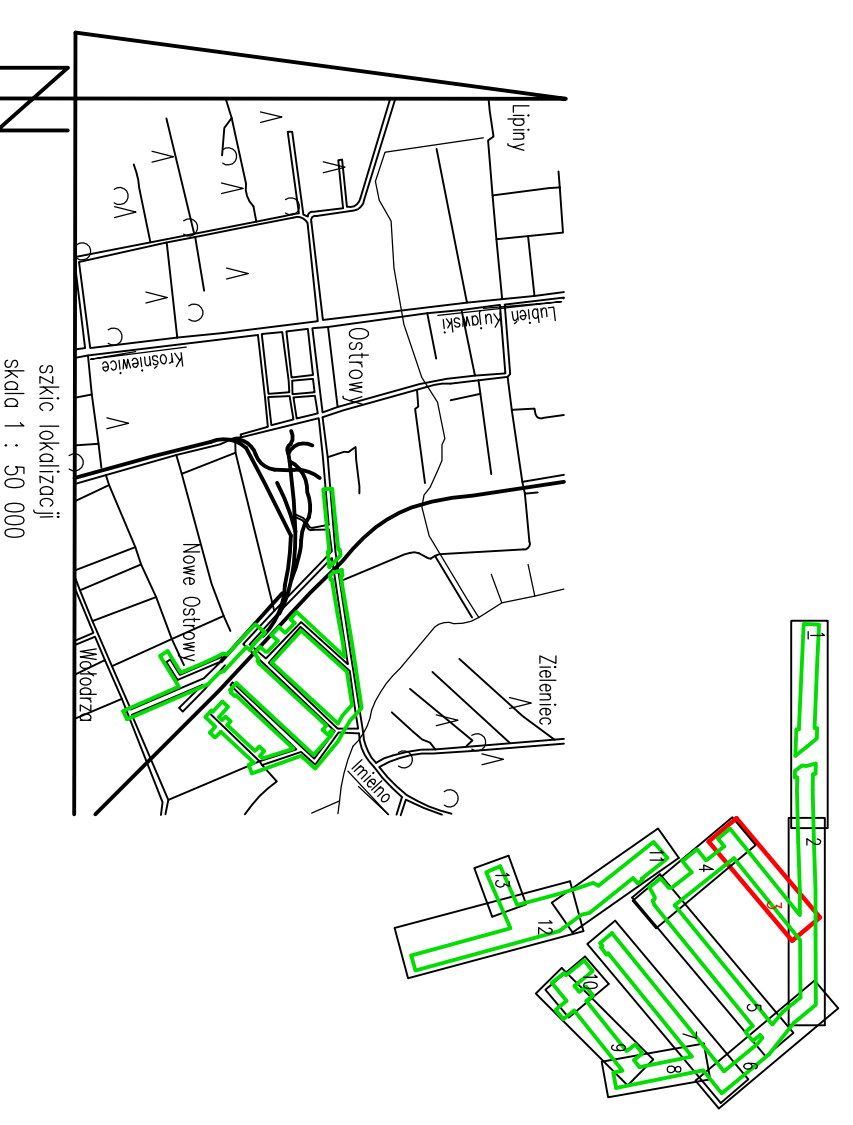 Lipiny
Lubień Kujawski
Ostrowy
Krośniewice
szkic lokalizacji
skala 1 : 50 000
Nowe Ostrowy
Wołodrza
Zieleniec
Imielno
1
2
3
4
5
6
7
8
9
10
11
12
13